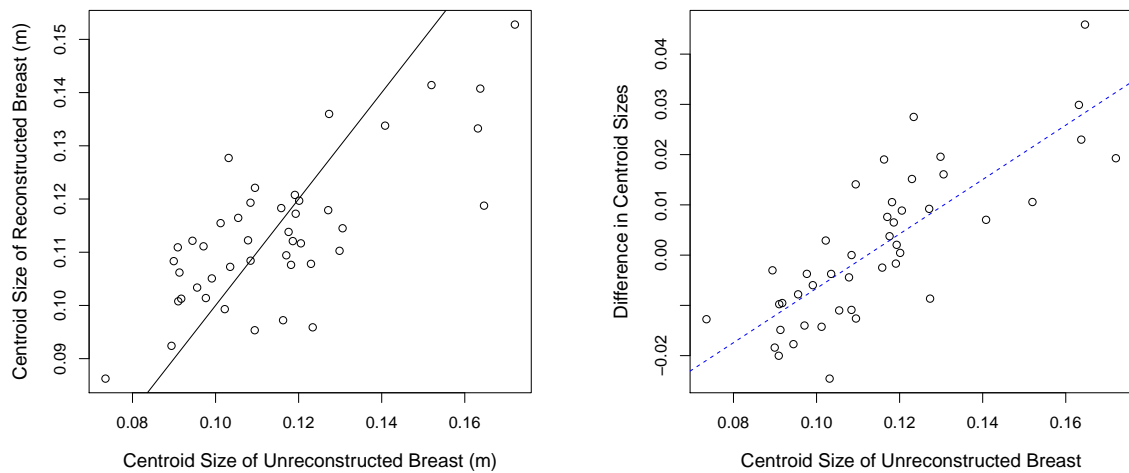 Centroid Size of Reconstructed Breast (m)
0.15
0.14
0.13
0.12
0.11
0.10
0.09
0.08 0.10 0.12 0.14 0.16
Centroid Size of Unreconstructed Breast (m)
Difference in Centroid Sizes
0.04
0.03
0.02
0.01
0.00
−0.02
0.08 0.10 0.12 0.14 0.16
Centroid Size of Unreconstructed Breast